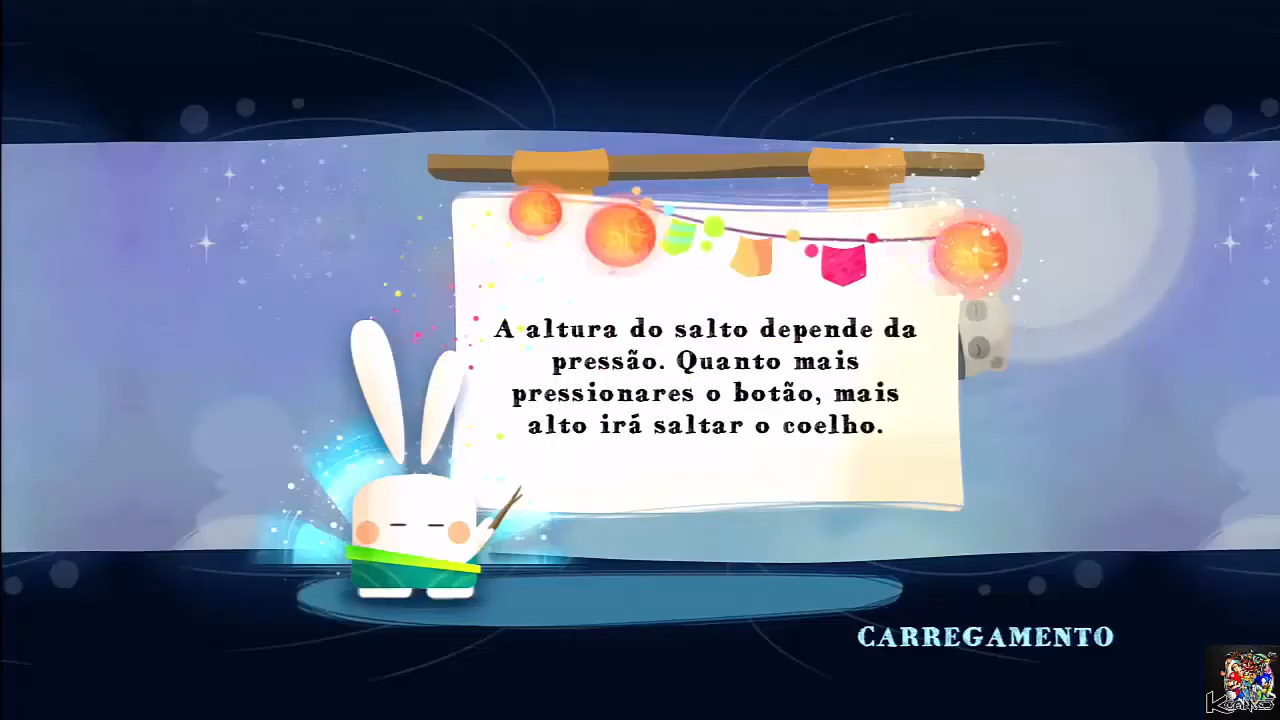 A altura do salto depende da
pressão. Quanto mais
pressionares o botão, mais
alto irá saltar o coelho.
CARREGAMENTO